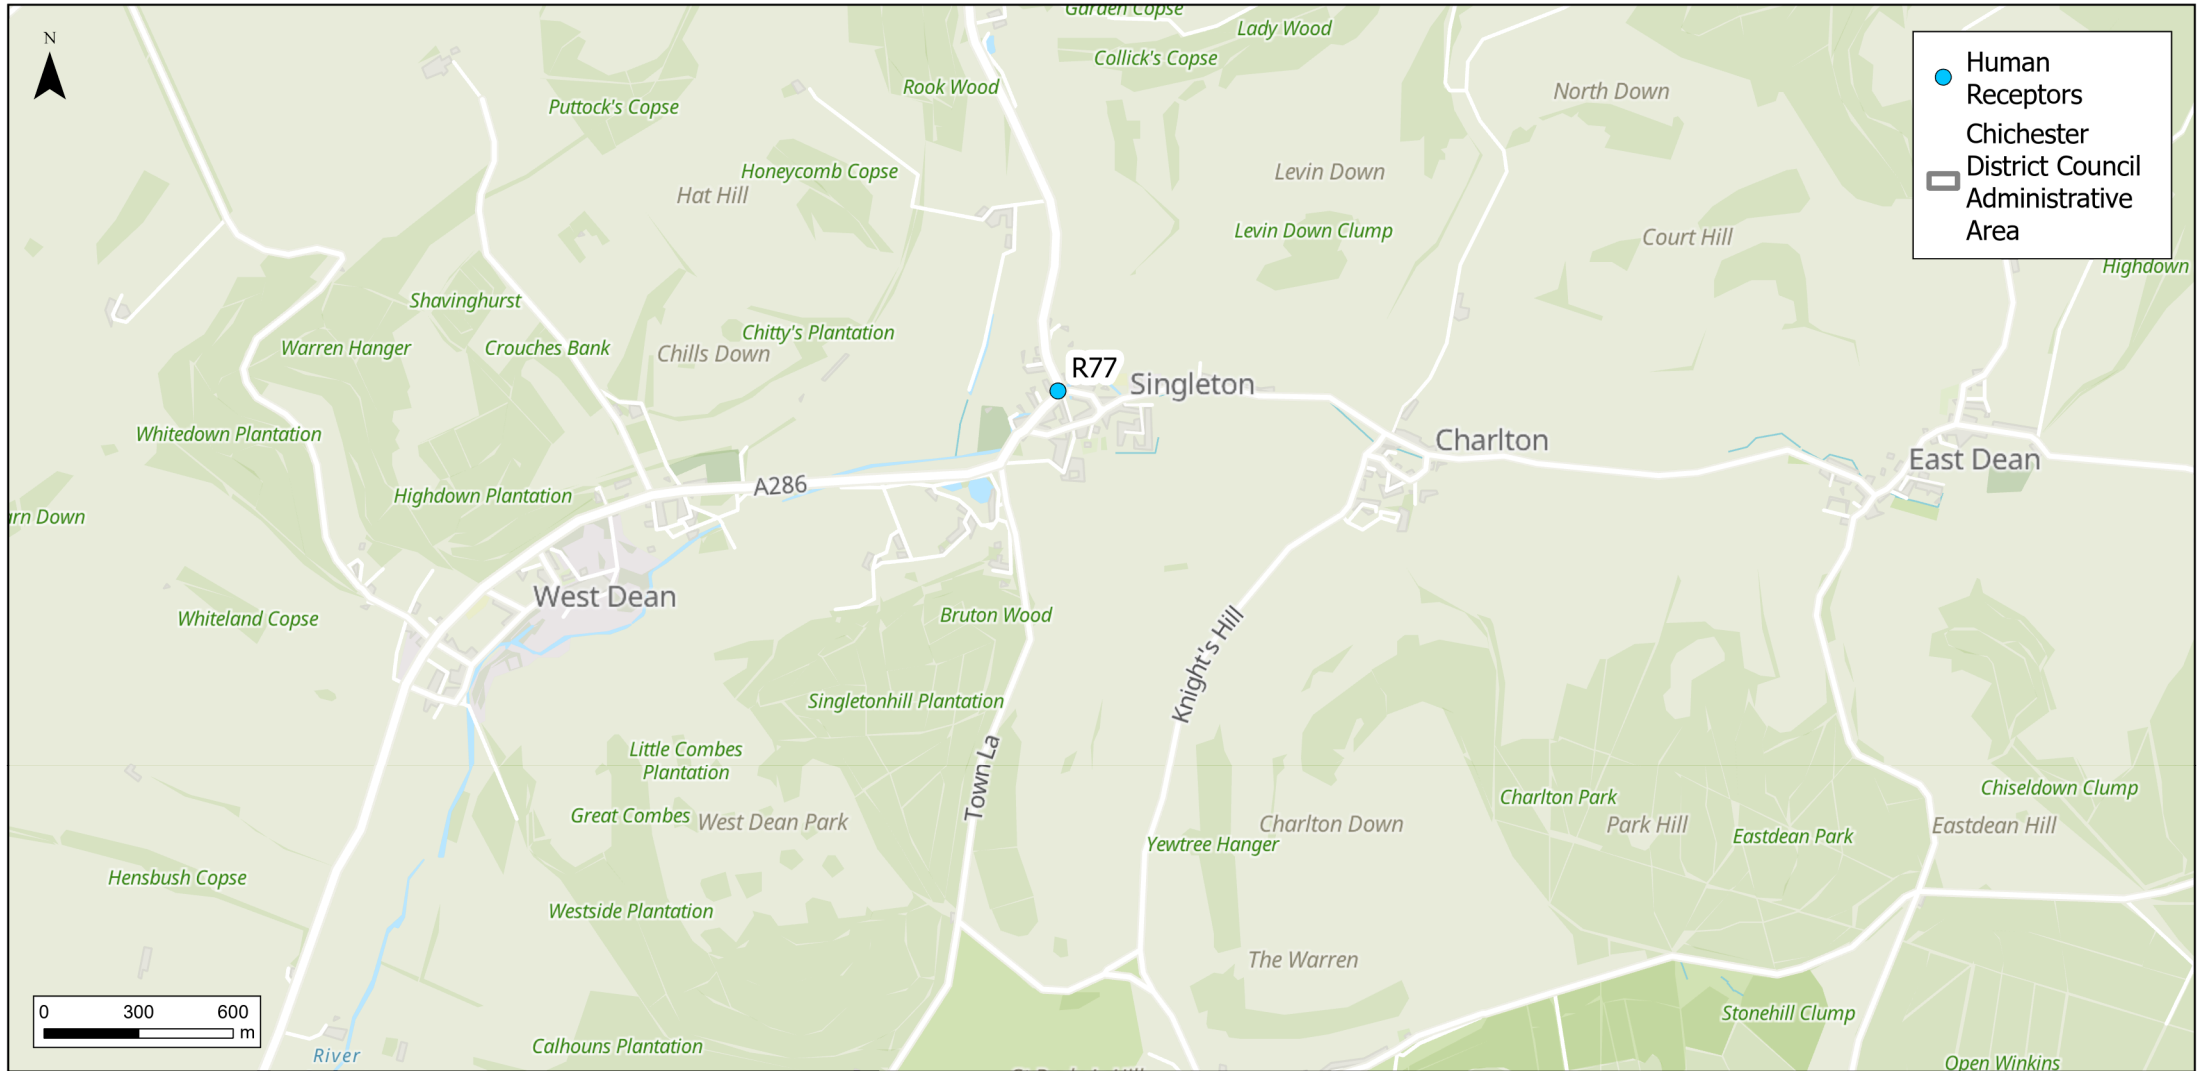 Garden Copse
Lady Wood
Collick's Copse
N
Rook Wood
Puttock's Copse
North Down
Human
Receptors
Chichester
District Council
Administrative
Area
Honeycomb Copse
Hat Hill
Levin Down
Levin Down Clump
Court Hill
Highdown
Shavinghurst
Chitty's Plantation
Warren Hanger
Crouches Bank
Chills Down
R77
Singleton
Whitedown Plantation
Charlton
East Dean
A286
Highdown Plantation
arn Down
West Dean
Whiteland Copse
Bruton Wood
Knight's Hill
Singletonhill Plantation
Little Combes
Plantation
Town La
Great Combes
West Dean Park
Charlton Down
Yewtree Hanger
Charlton Park
Park Hill
Eastdean Park
Chiseldown Clump
Eastdean Hill
Hensbush Copse
Westside Plantation
The Warren
Stonehill Clump
0 300 600
m
River
Calhouns Plantation
Open Winkins